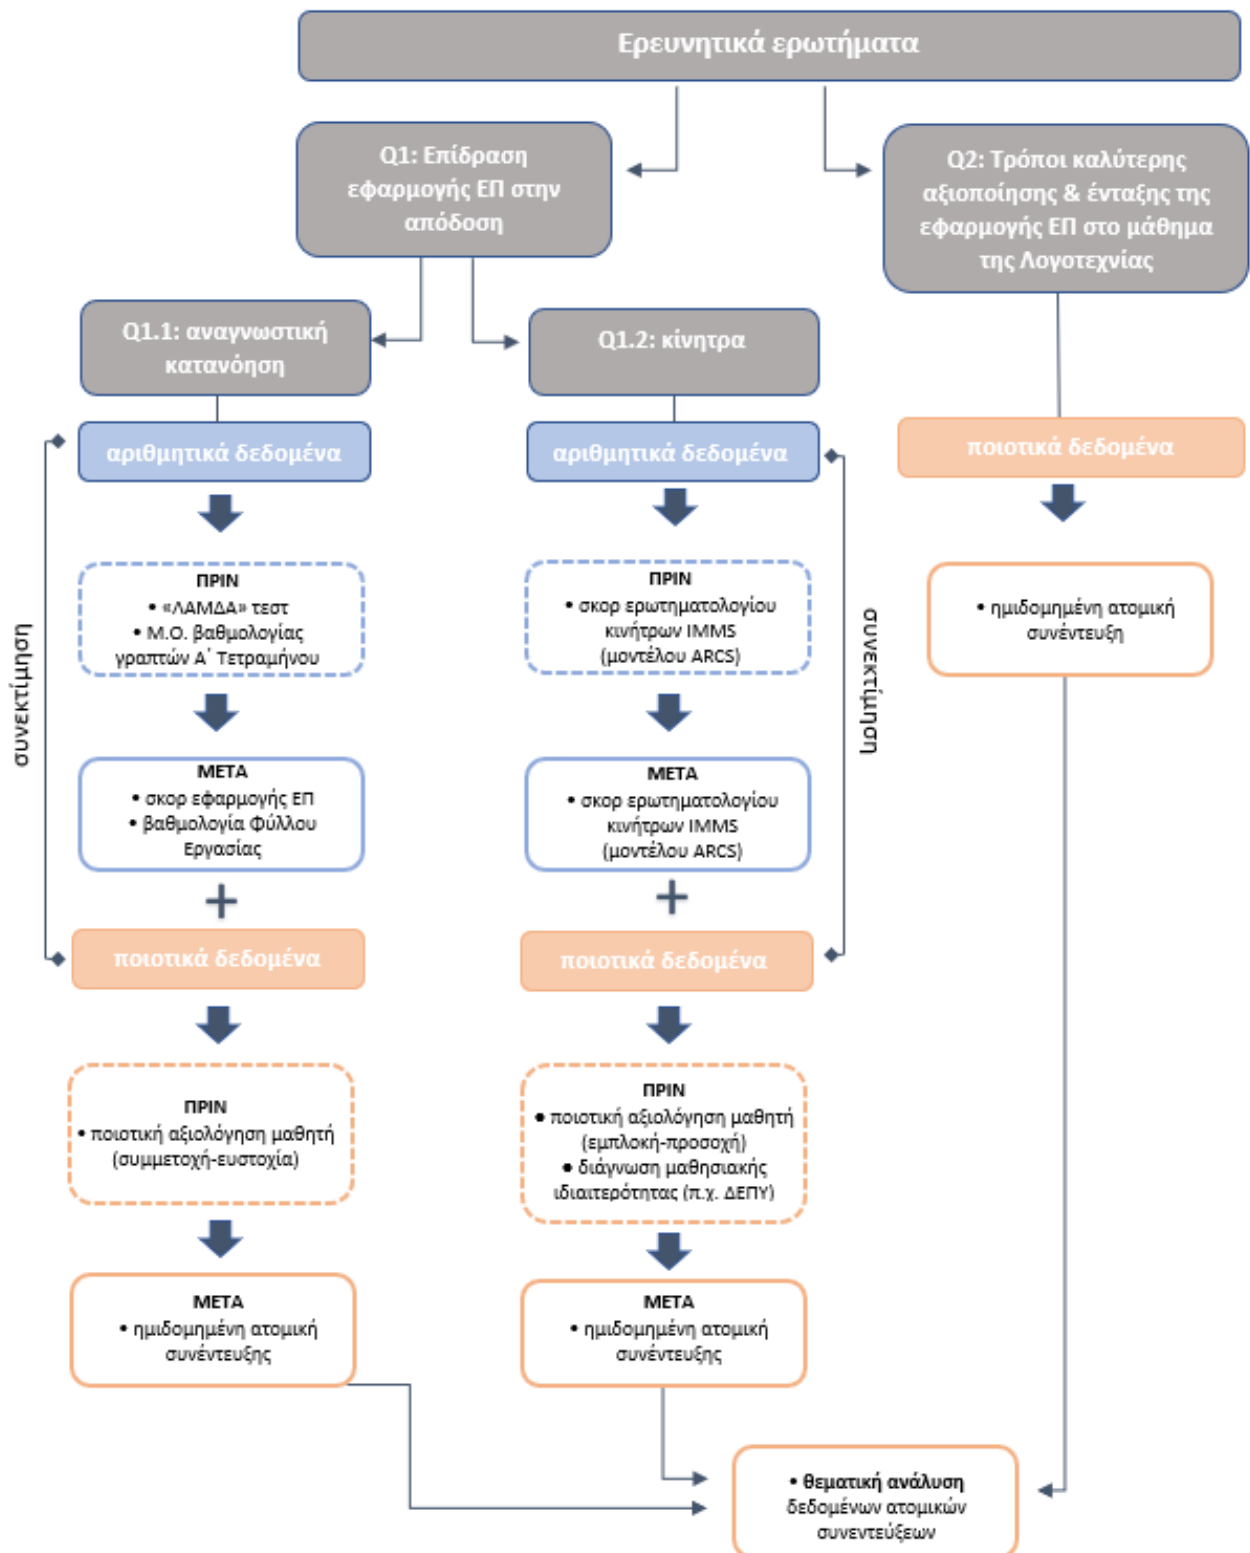 Ερευνητικά ερωτήματα
Q1: Επίδραση
εφαρμογής ΕΠ στην
απόδοση
Q2: Τρόποι καλύτερης
αξιοποίησης & ένταξης της
εφαρμογής ΕΠ στο μάθημα
της Λογοτεχνίας
Q1.1: αναγνωστική
κατανόηση
Q1.2: κίνητρα
αριθμητικά δεδομένα
αριθμητικά δεδομένα
ποιοτικά δεδομένα
συνεκτίμηση
ΠΡΙΝ
• «ΛΑΜΔΑ» τεστ
• Μ.Ο. βαθμολογίας
γραπτών Α΄ Τετραμήνου
ΠΡΙΝ
• σκορ ερωτηματολογίου
κινήτρων IMMS
(μοντέλου ARCS)
συνεκτίμηση
• ημιδομημένη ατομική
συνέντευξη
ΜΕΤΑ
• σκορ εφαρμογής ΕΠ
• βαθμολογία Φύλλου
Εργασίας
ΜΕΤΑ
• σκορ ερωτηματολογίου
κινήτρων IMMS
(μοντέλου ARCS)
+
+
ποιοτικά δεδομένα
ποιοτικά δεδομένα
ΠΡΙΝ
• ποιοτική αξιολόγηση μαθητή
(συμμετοχή-ευστοχία)
ΠΡΙΝ
• ποιοτική αξιολόγηση μαθητή
(εμπλοκή-προσοχή)
• διάγνωση μαθησιακής
ιδιαιτερότητας (π.χ. ΔΕΠΥ)
ΜΕΤΑ
• ημιδομημένη ατομική
συνέντευξης
ΜΕΤΑ
• ημιδομημένη ατομική
συνέντευξης
• θεματική ανάλυση
δεδομένων ατομικών
συνεντεύξεων